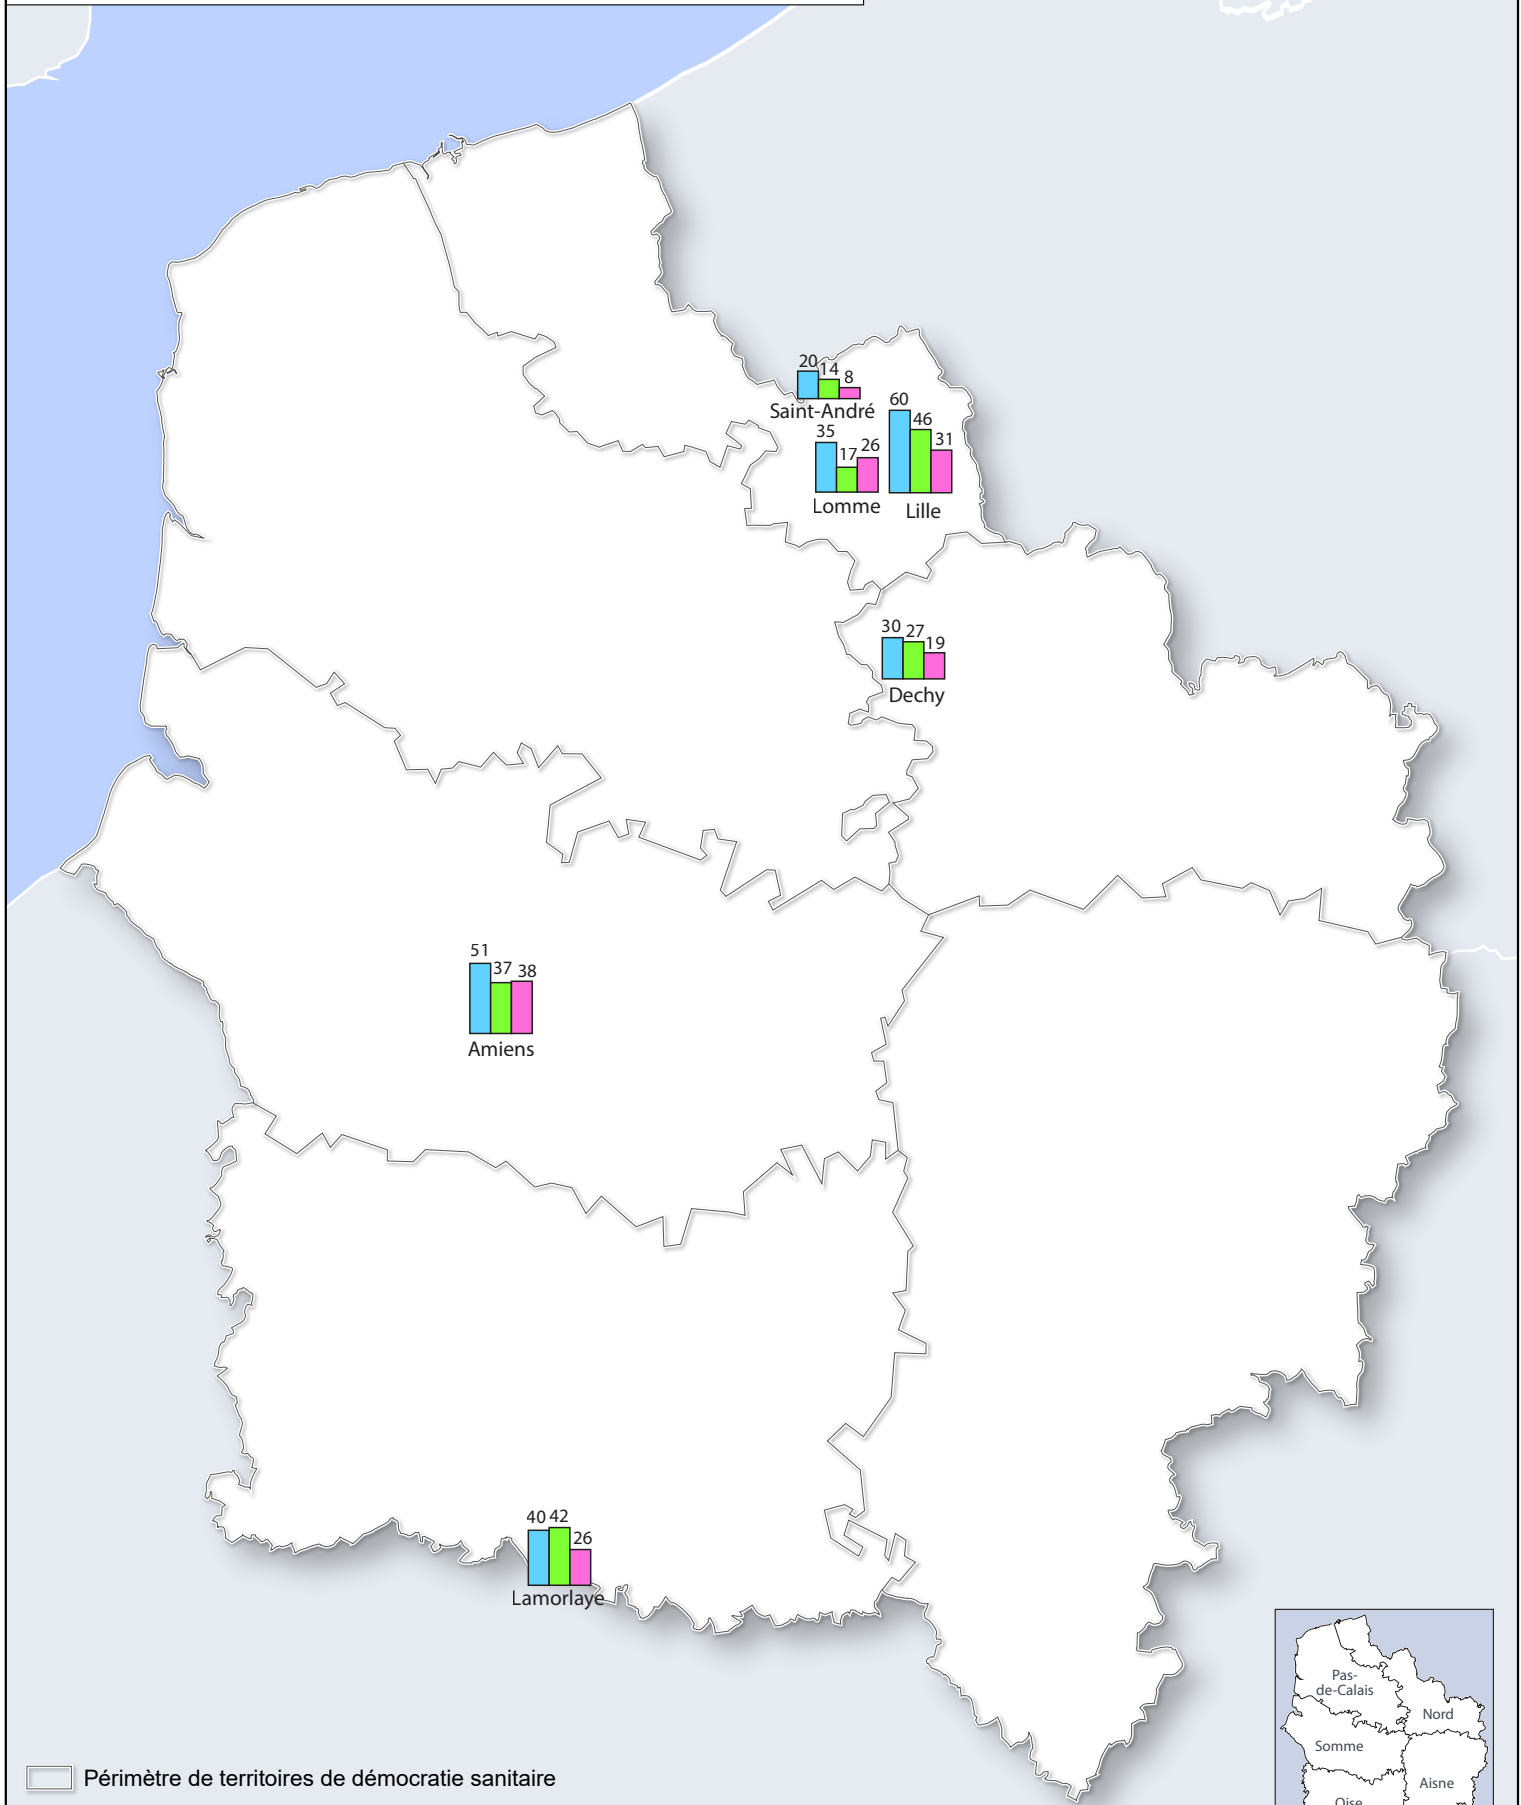 20 14 8
Saint-André
60 46 31
35 17 26
Lomme
Lille
30 27 19
Dechy
51 37 38
Amiens
40 42 26
Lamorlaye
Pas-
de-Calais
Nord
Somme
Aisne
Oise
Périmètre de territoires de démocratie sanitaire